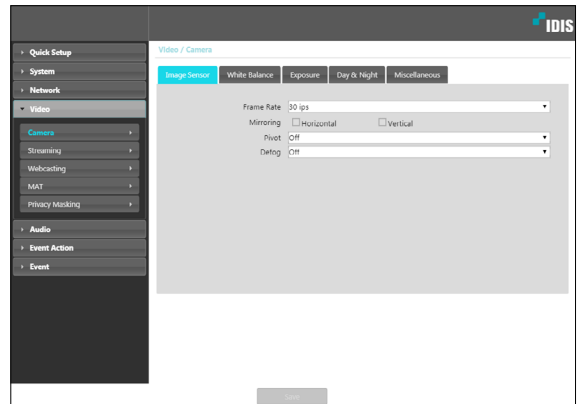 IDIS
Quick Setup
System
Network
Video
Camera
Streaming
Webcasting
MAT
Privacy Masking
Audio
Event Action
Event
Video / Camera
Image Sensor White Balance Exposure Day & Night Miscellaneous
Frame Rate 30 ips
Mirroring Horizontal Vertical
Pivot Off
Defog Off
Save